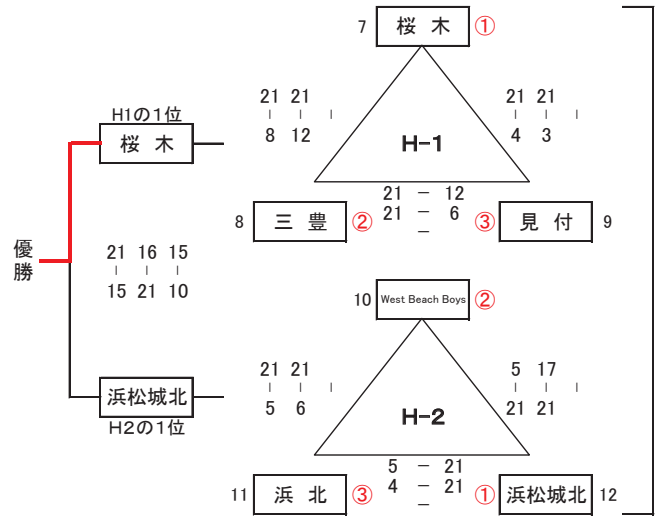 7 桜木 ①
21 21
| | |
8 12
21 21
| | |
4 3
H-1
H1の1位
桜木
21 － 12
21 － 6
－
8 三豊 ②
③ 見付 9
優勝
21 16 15
| | |
15 21 10
10 West Beach Boys ②
21 21
| | |
5 6
5 17
| | |
21 21
H-2
浜松城北
H2の1位
5 － 21
4 － 21
－
11 浜北 ③
① 浜松城北 12